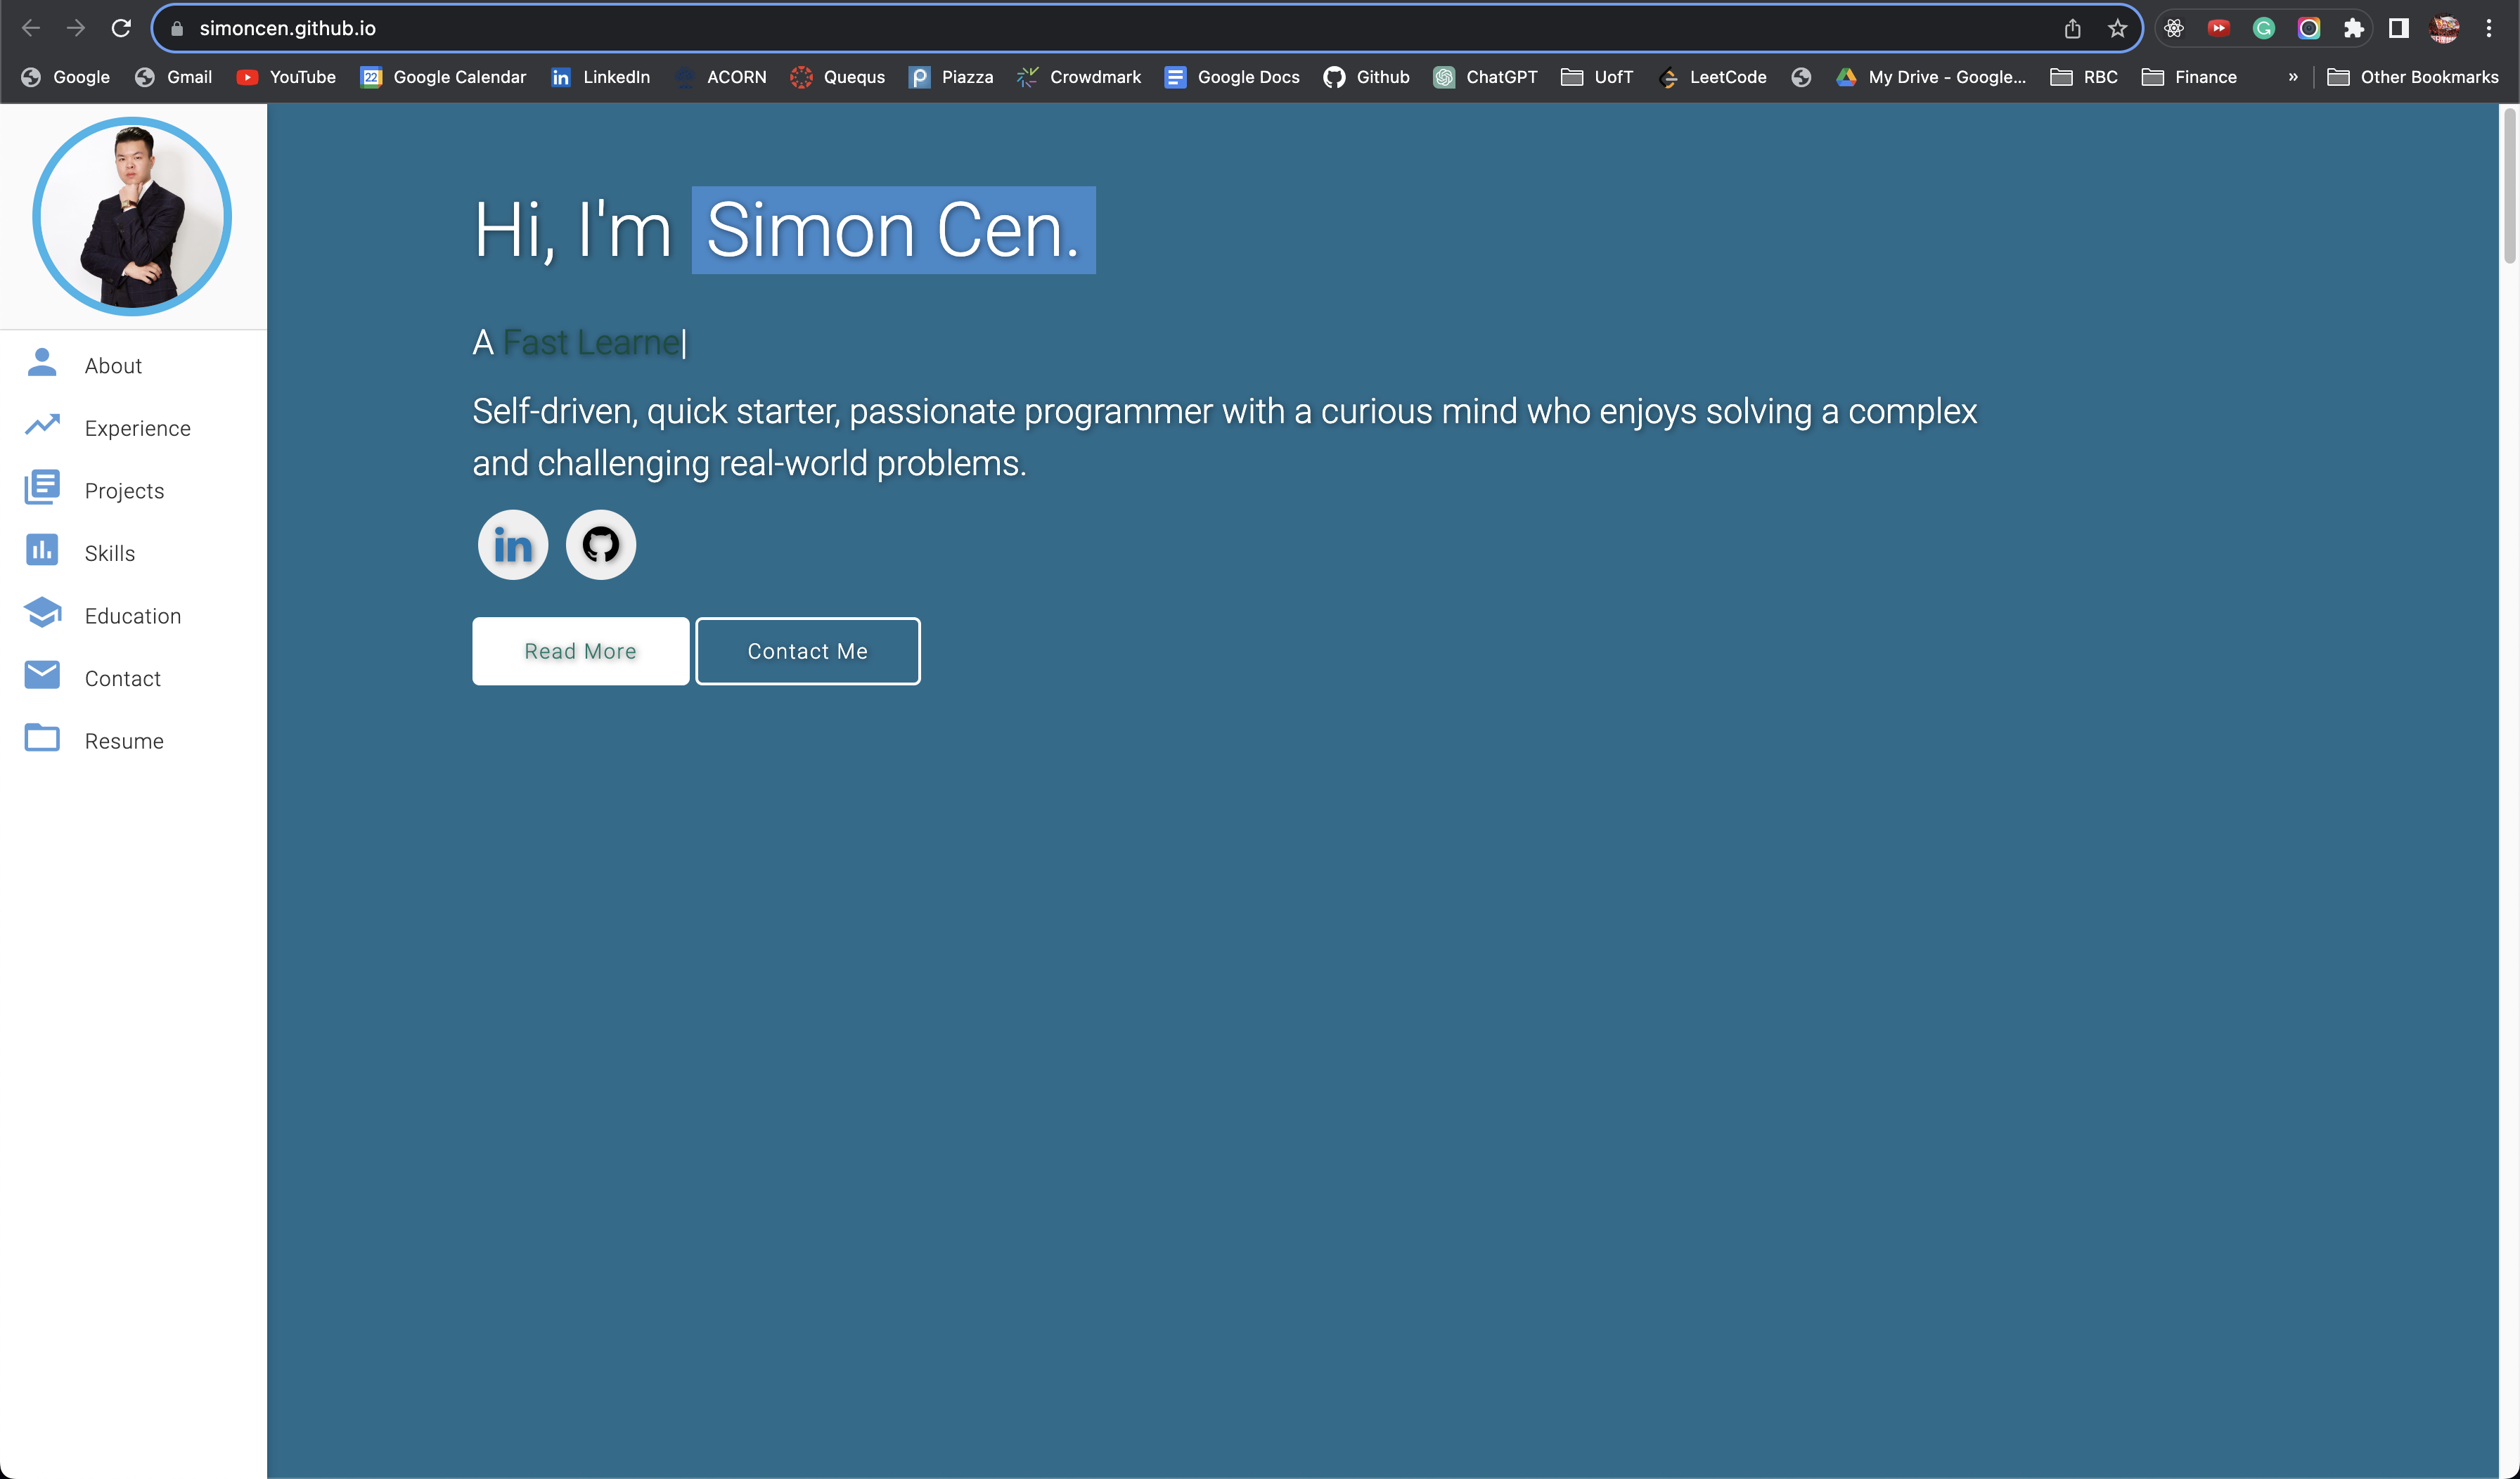 simoncen.github.io
Google Gmail YouTube 22 Google Calendar in LinkedIn ACORN Quequs Piazza Crowdmark Google Docs Github ChatGPT UofT LeetCode My Drive - Google... RBC Finance » Other Bookmarks
Hi, I'm Simon Cen.
A Fast Learne|
Self-driven, quick starter, passionate programmer with a curious mind who enjoys solving a complex
and challenging real-world problems.
in
Read More Contact Me
About
Experience
Projects
Skills
Education
Contact
Resume